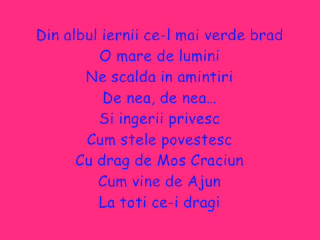 Din albul iernii ce-l mai verde brad
O mare de lumini
Ne scalda in amintiri
De nea, de nea...
Si ingerii privesc
Cum stele povestesc
Cu drag de Mos Craciun
Cum vine de Ajun
La toti ce-i dragi